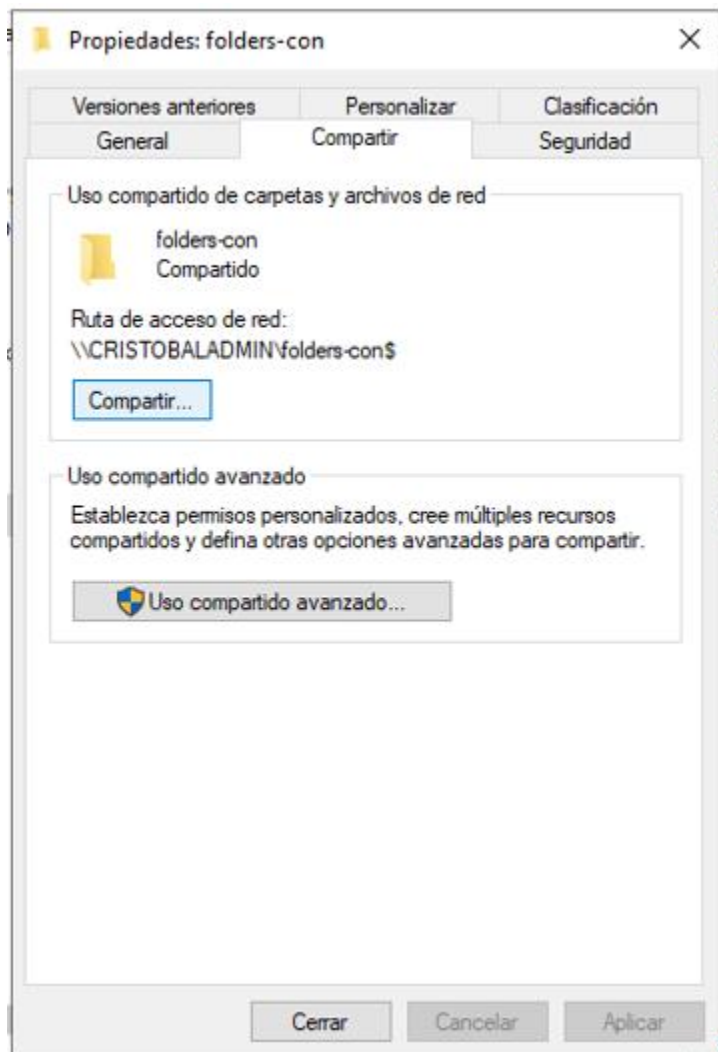 Propiedades: folders-con
Versiones anteriores Personalizar Clasificación
General Compartir Seguridad
Uso compartido de carpetas y archivos de red
folders-con
Compartido
Ruta de acceso de red:
\\CRISTOBALADMIN\folders-con$
Compartir...
Uso compartido avanzado
Establezca permisos personalizados, cree múltiples recursos
compartidos y defina otras opciones avanzadas para compartir.
Uso compartido avanzado...
Cerrar Cancelar Aplicar